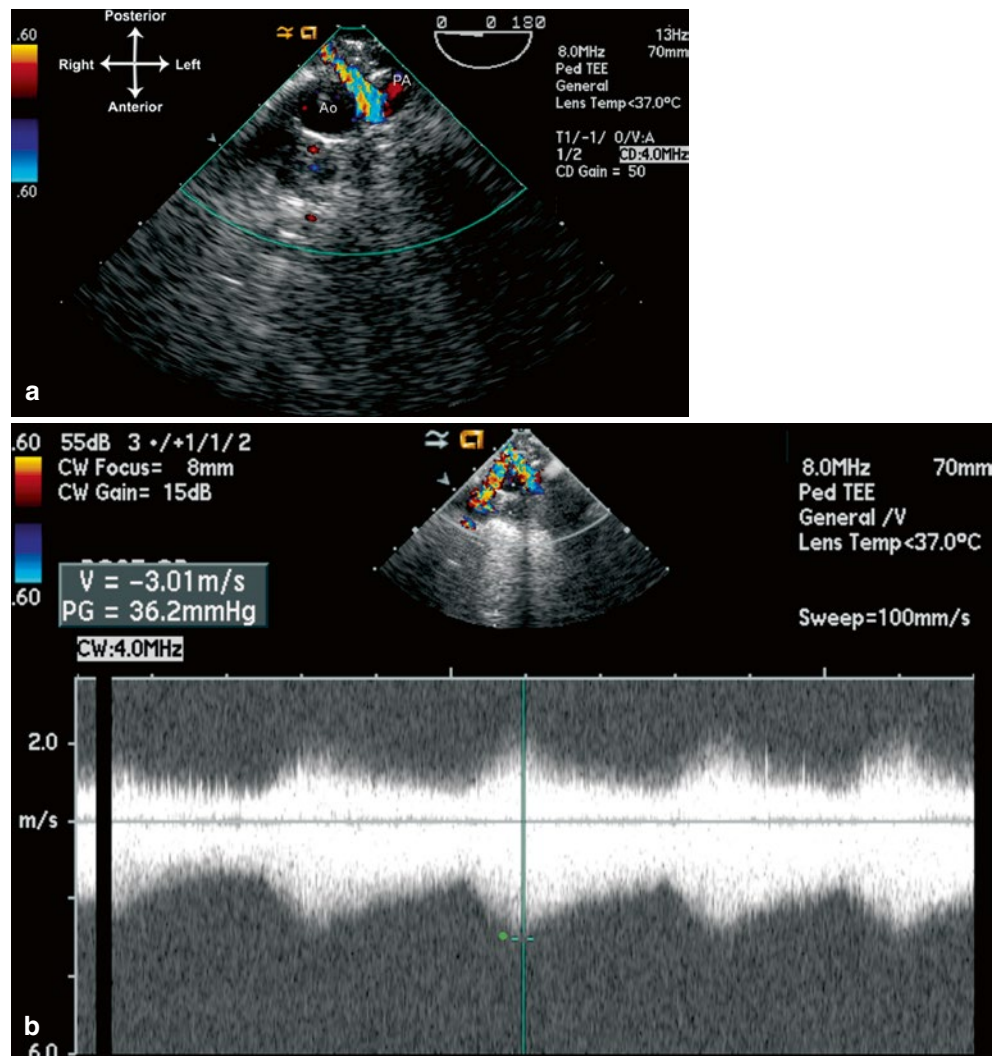 Posterior
Right
Left
Anterior
.60
.60
0 0 180
13Hz
8.0MHz 70mm
Ped TEE
General
Lens Temp<37.0°C
T1/-1/ 0/V:A
1/2 CD:4.0MHz
CD Gain = 50
PA
Ao
a
.60
55dB 3 •/+1/1/2
CW Focus= 8mm
CW Gain= 15dB
.60
V = -3.01m/s
PG = 36.2mmHg
CW:4.0MHz
8.0MHz 70mm
Ped TEE
General /V
Lens Temp<37.0°C
Sweep=100mm/s
2.0
m/s
6.0
b